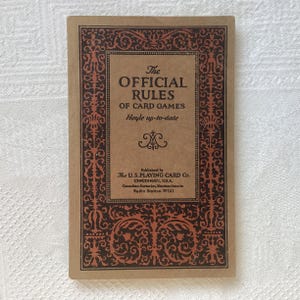 The
OFFICIAL
RULES
OF CARD GAMES
Hoyle up-to-date
Published by
The U.S. PLAYING CARD Co.
CINCINNATI, U.S.A.